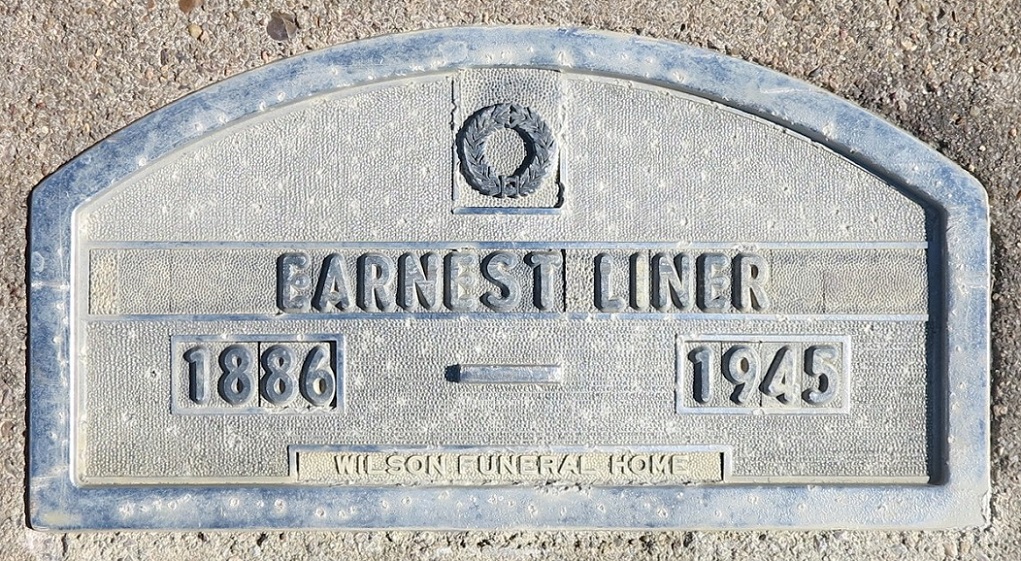 EARNEST LINER
1886 — 1945
WILSON FUNERAL HOME